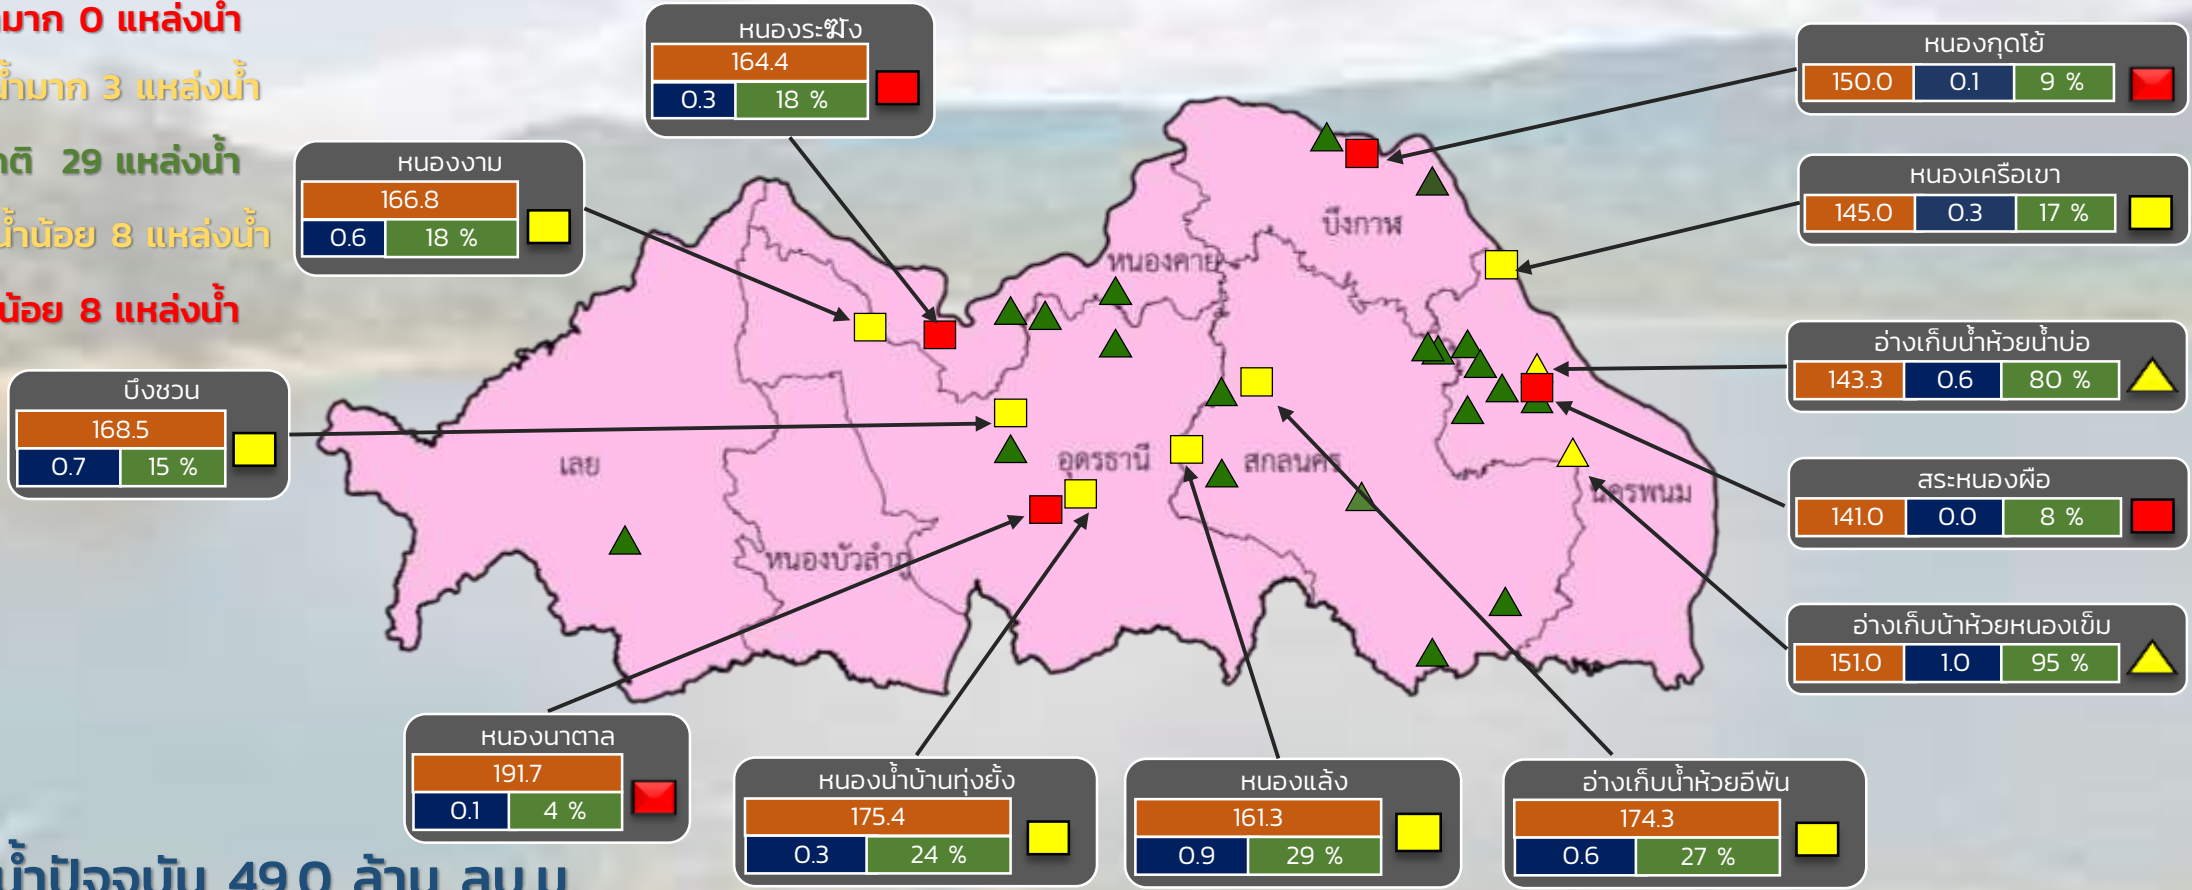 มาก 0 แหล่งน้ำ
น้ำมาก 3 แหล่งน้ำ
29 แหล่งน้ำ
น้ำน้อย 8 แหล่งน้ำ
น้อย 8 แหล่งน้ำ
หนองระฆัง
164.4
0.3 18 %
หนองงาม
166.8
0.6 18 %
บึงชวน
168.5
0.7 15 %
หนองกุดโย้
150.0 0.1 9 %
หนองเครือเขา
145.0 0.3 17 %
อ่างเก็บน้ำห้วยน้ำบ่อ
143.3 0.6 80 %
สระหนองผือ
141.0 0.0 8 %
อ่างเก็บน้ำห้วยหนองเข็ม
151.0 1.0 95 %
บึงกาฬ
หนองคาย
เลย
อุดรธานี
สกลนคร
นครพนม
หนองบัวลำภู
หนองนาตาล
191.7
0.1 4 %
หนองน้ำบ้านทุ่งยั้ง
175.4
0.3 24 %
หนองแล้ง
161.3
0.9 29 %
อ่างเก็บน้ำห้วยอีพัน
174.3
0.6 27 %
น้ำปัจจุบัน 49.0 ล้าน ลบ.ม